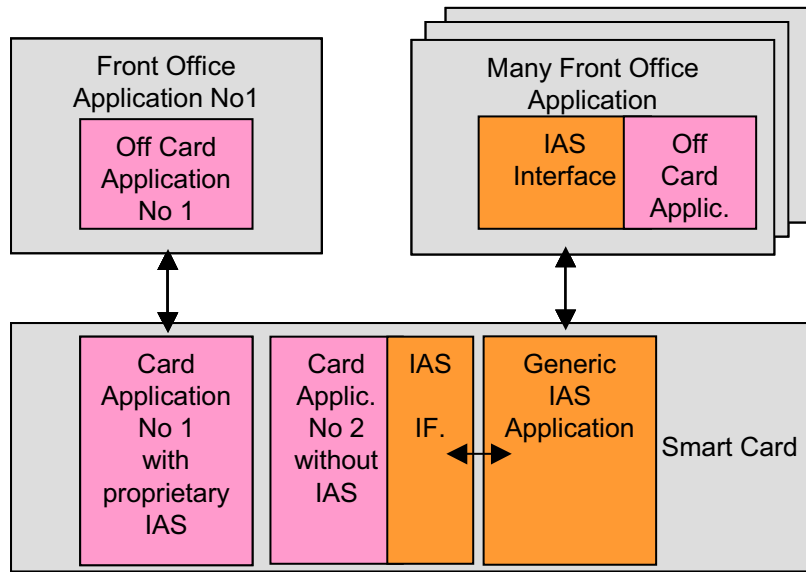 Front Office
Application No1
Off Card
Application
No 1
Many Front Office
Application
IAS
Interface
Off
Card
Applic.
Card
Application
No 1
with
proprietary
IAS
Card
Applic.
No 2
without
IAS
IAS
IF.
Generic
IAS
Application
Smart Card